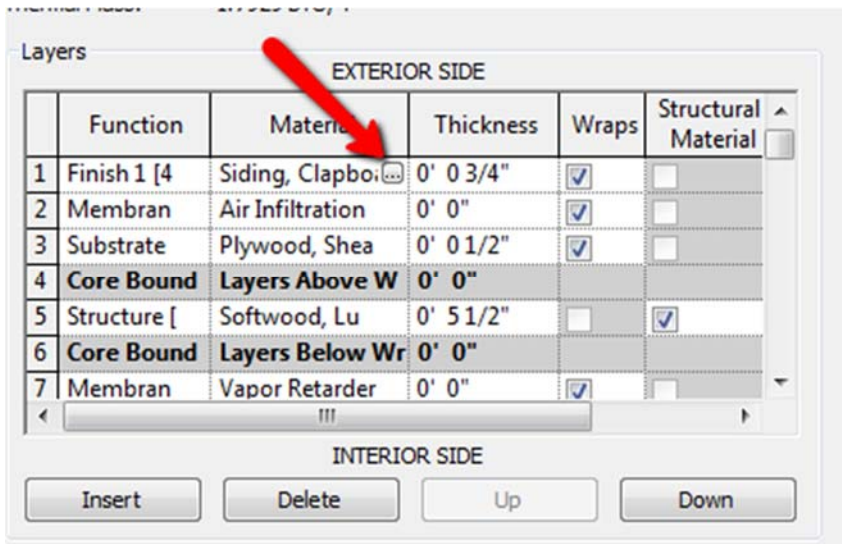 Layers
EXTERIOR SIDE
Function Thickness Wraps Structural Material
1 Finish 1 [4 Siding, 0' 0 3/4"
2 Membran Air Infiltration 0' 0"
3 Substrate Plywood, Shea 0' 0 1/2"
4 Core Bound Layers Above W 0' 0"
5 Structure [ Softwood, Lu 0' 5 1/2"
6 Core Bound Layers Below Wr 0' 0"
7 Membran Vapor Retarder 0' 0"
INTERIOR SIDE
Insert Delete Up Down